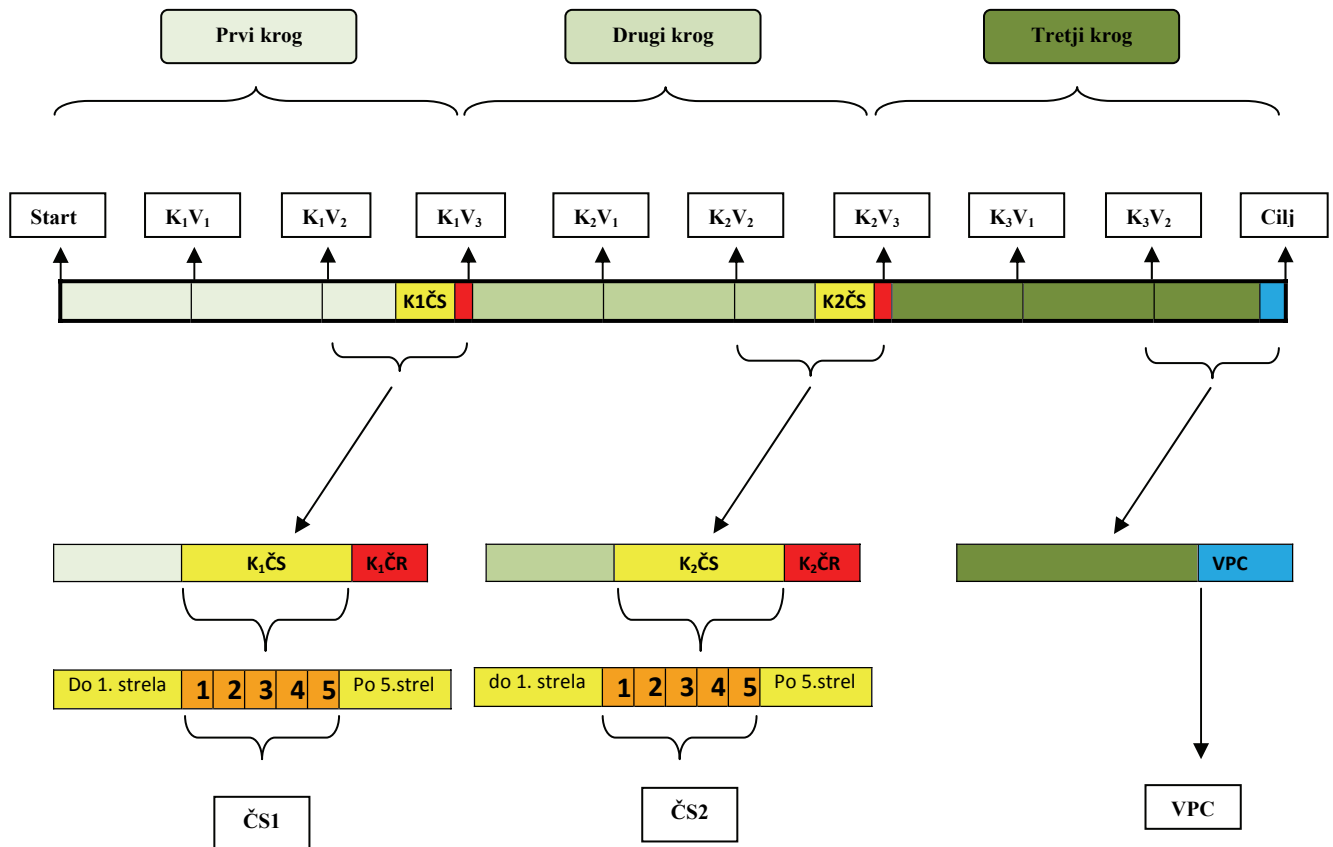 Prvi krog
Drugi krog
Tretji krog
Start
K₁V₁
K₁V₂
K₁V₃
K₂V₁
K₂V₂
K₂V₃
K₃V₁
K₃V₂
Cilj
K1ČS
K2ČS
K₁ČS
K₁ČR
K₂ČS
K₂ČR
VPC
Do 1. strela
1 2 3 4 5
Po 5.strel
do 1. strela
1 2 3 4 5
Po 5.strel
ČS1
ČS2
VPC